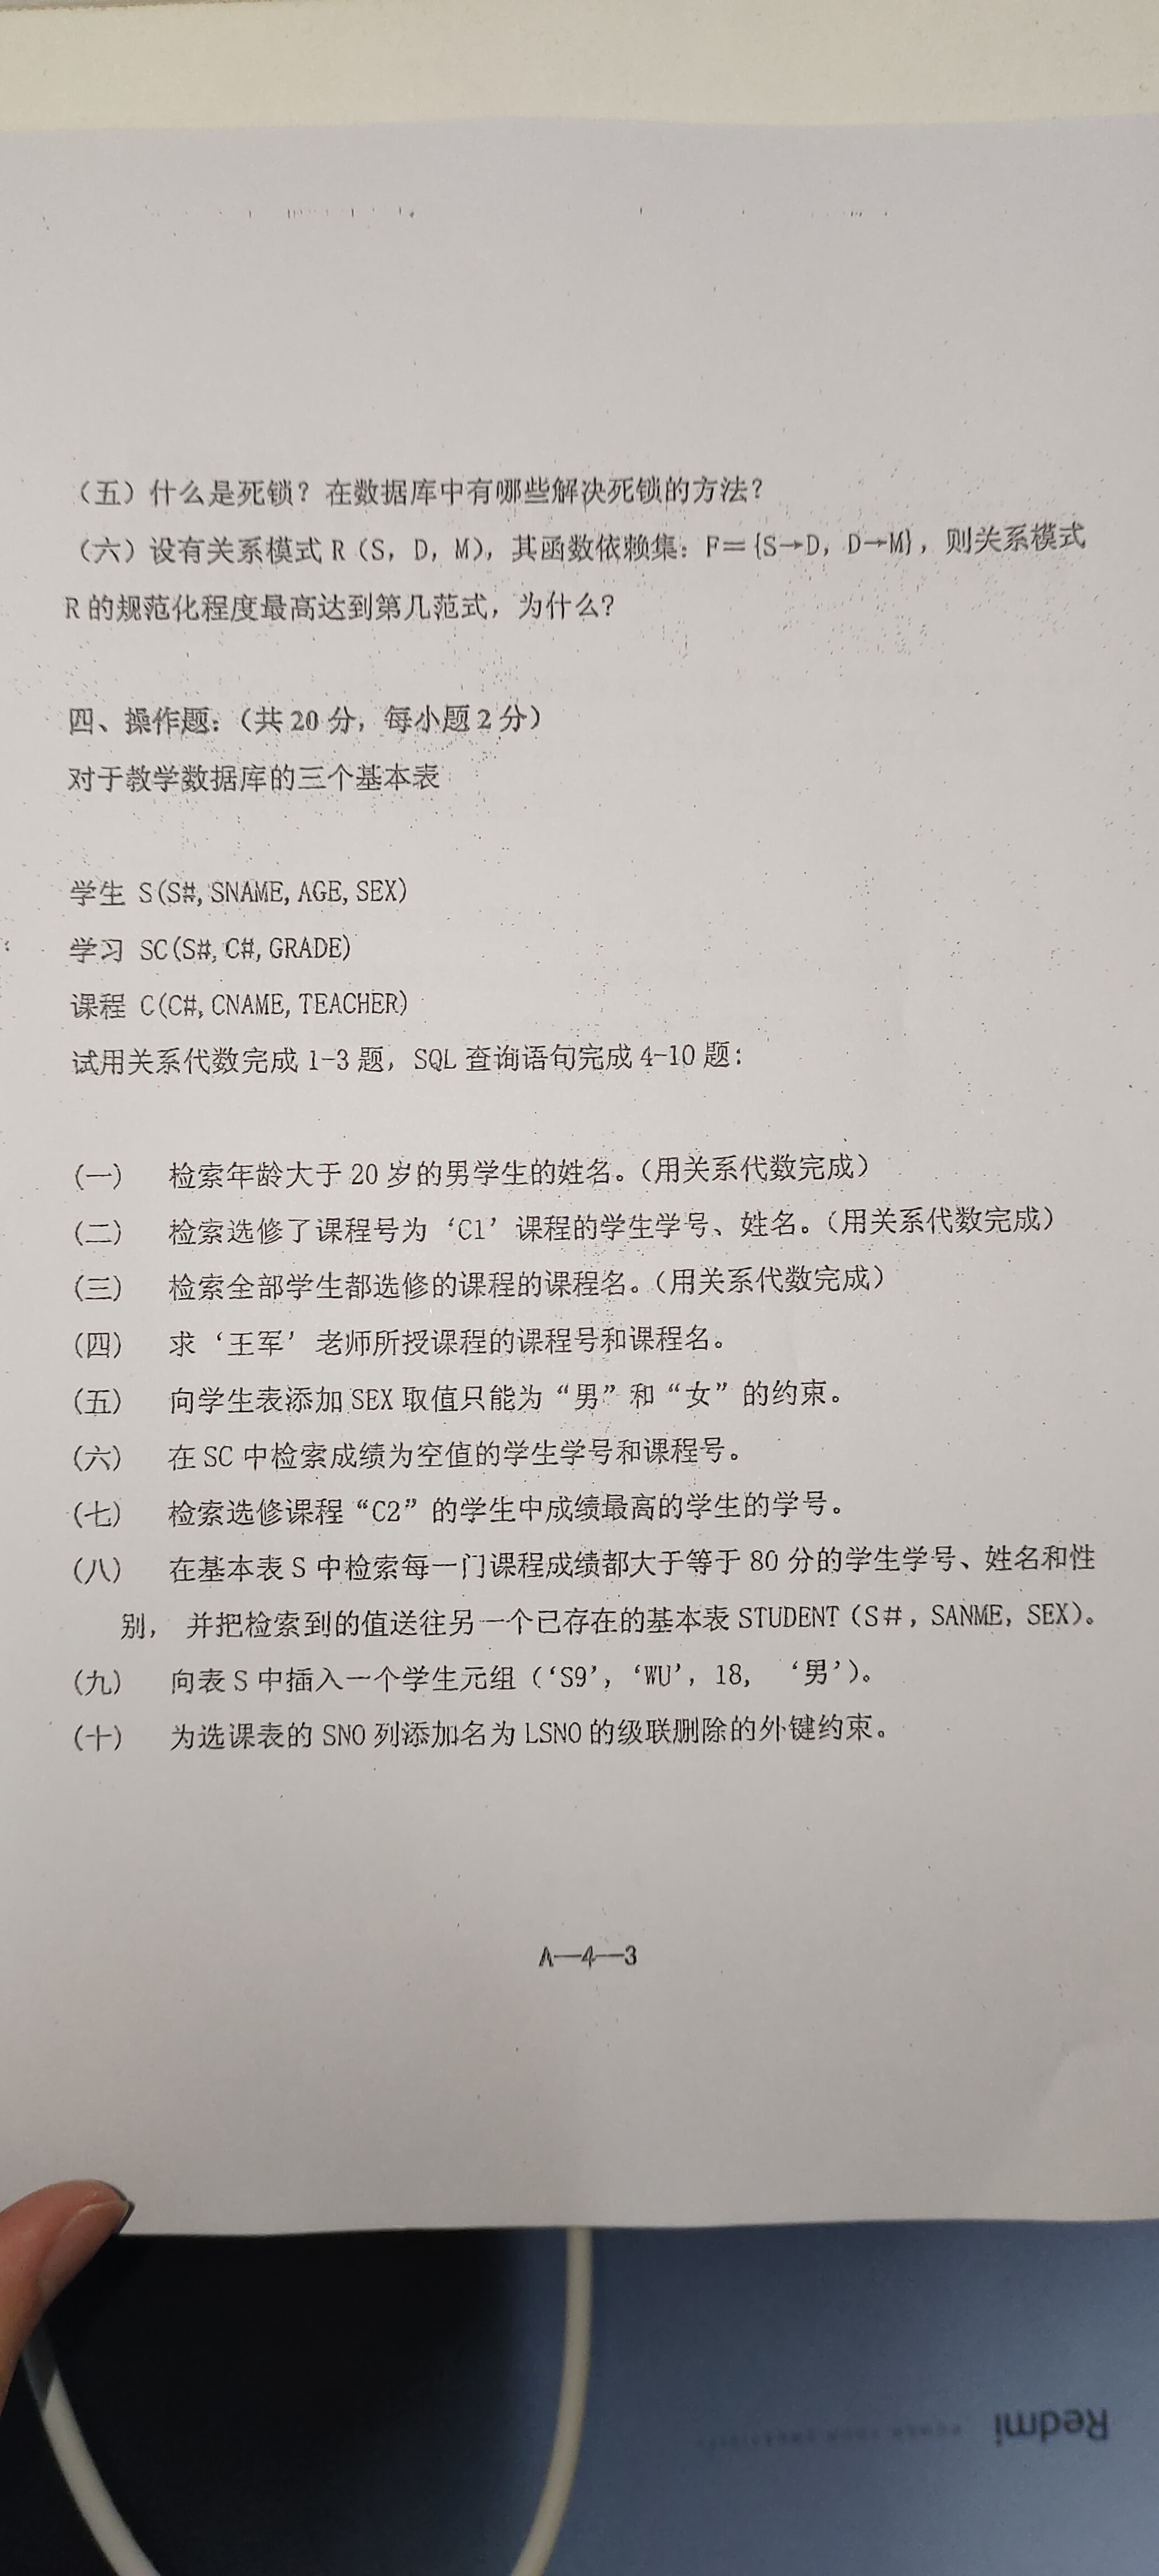 （五）什么是死锁？在数据库中有哪些解决死锁的方法？
（六）设有关系模式 R（S，D，M），其函数依赖集：F＝{S→D，D→M}，则关系模式
R 的规范化程度最高达到第几范式，为什么？
四、操作题：（共 20 分，每小题 2 分）
对于教学数据库的三个基本表
学生 S(S#, SNAME, AGE, SEX)
学习 SC(S#, C#, GRADE)
课程 C(C#, CNAME, TEACHER)
试用关系代数完成 1-3 题，SQL 查询语句完成 4-10 题：
(一) 检索年龄大于 20 岁的男学生的姓名。（用关系代数完成）
(二) 检索选修了课程号为‘C1’课程的学生学号、姓名。（用关系代数完成）
(三) 检索全部学生都选修的课程的课程名。（用关系代数完成）
(四) 求‘王军’老师所授课程的课程号和课程名。
(五) 向学生表添加 SEX 取值只能为“男”和“女”的约束。
(六) 在 SC 中检索成绩为空值的学生学号和课程号。
(七) 检索选修课程“C2”的学生中成绩最高的学生的学号。
(八) 在基本表 S 中检索每一门课程成绩都大于等于 80 分的学生学号、姓名和性
别， 并把检索到的值送往另一个已存在的基本表 STUDENT（S＃，SANME，SEX）。
(九) 向表 S 中插入一个学生元组（‘S9’，‘WU’，18， ‘男’）。
(十) 为选课表的 SNO 列添加名为 LSNO 的级联删除的外键约束。
A—4—3
Redmi